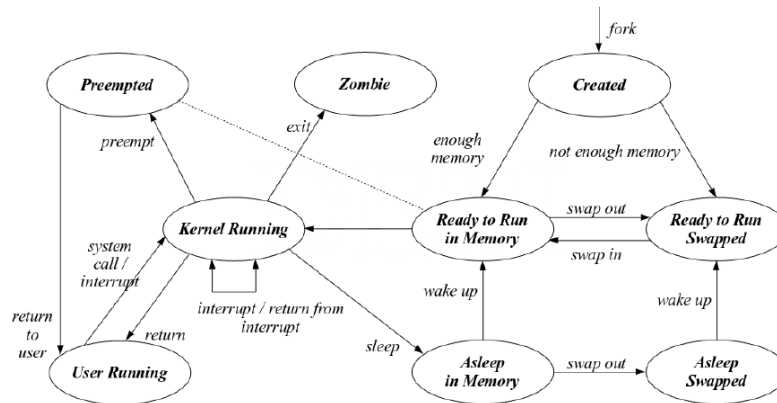 fork
Preempted
Zombie
Created
preempt
exit
enough
memory
not enough memory
Kernel Running
Ready to Run
in Memory
swap out
swap in
Ready to Run
Swapped
system
call /
interrupt
interrupt / return from
interrupt
wake up
wake up
return
to
user
return
sleep
User Running
Asleep
in Memory
swap out
Asleep
Swapped